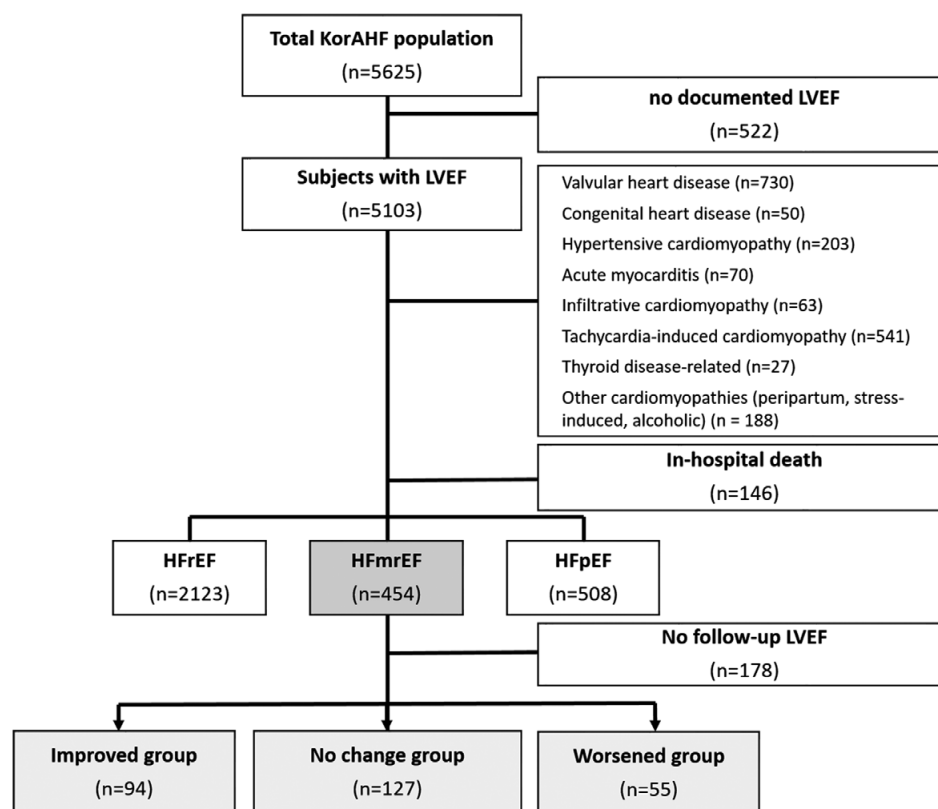 Total KorAHF population
(n=5625)
no documented LVEF
(n=522)
Subjects with LVEF
(n=5103)
Valvular heart disease (n=730)
Congenital heart disease (n=50)
Hypertensive cardiomyopathy (n=203)
Acute myocarditis (n=70)
Infiltrative cardiomyopathy (n=63)
Tachycardia-induced cardiomyopathy (n=541)
Thyroid disease-related (n=27)
Other cardiomyopathies (peripartum, stress-
induced, alcoholic) (n = 188)
In-hospital death
(n=146)
HFrEF
(n=2123)
HFmrEF
(n=454)
HFpEF
(n=508)
No follow-up LVEF
(n=178)
Improved group
(n=94)
No change group
(n=127)
Worsened group
(n=55)